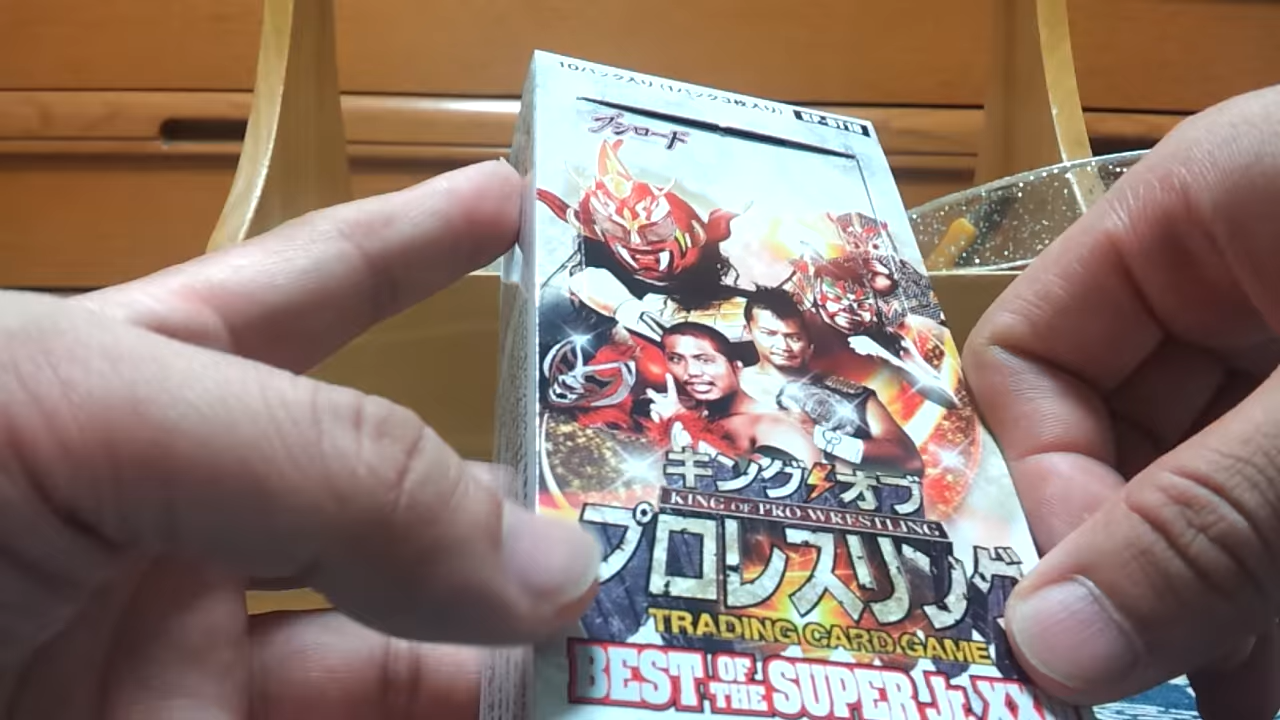 10パック入り (1パック3枚入り) KP-BT10
ブシロード
キング オブ
KING OF PRO-WRESTLING
プロレスリング
TRADING CARD GAME
BEST OF THE SUPER Jr. XX